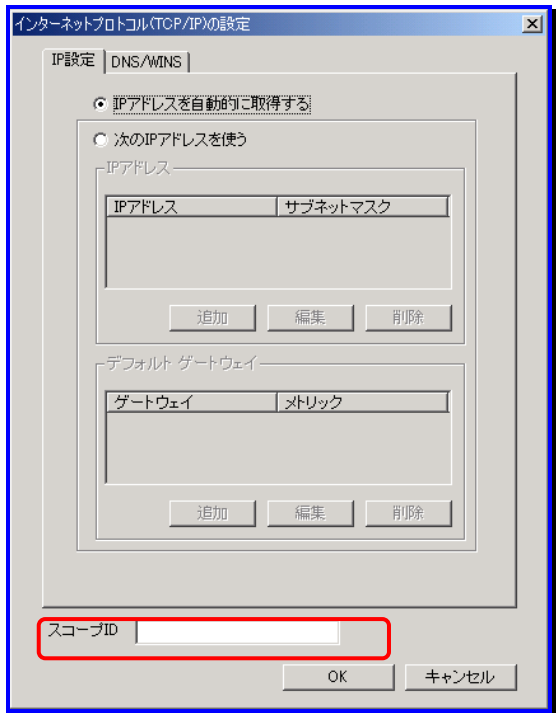 インターネットプロトコル(TCP/IP)の設定
IP設定 DNS/WINS
IPアドレスを自動的に取得する
次のIPアドレスを使う
IPアドレス
IPアドレス サブネットマスク
追加 編集 削除
デフォルト ゲートウェイ
ゲートウェイ メトリック
追加 編集 削除
スコープID
OK キャンセル